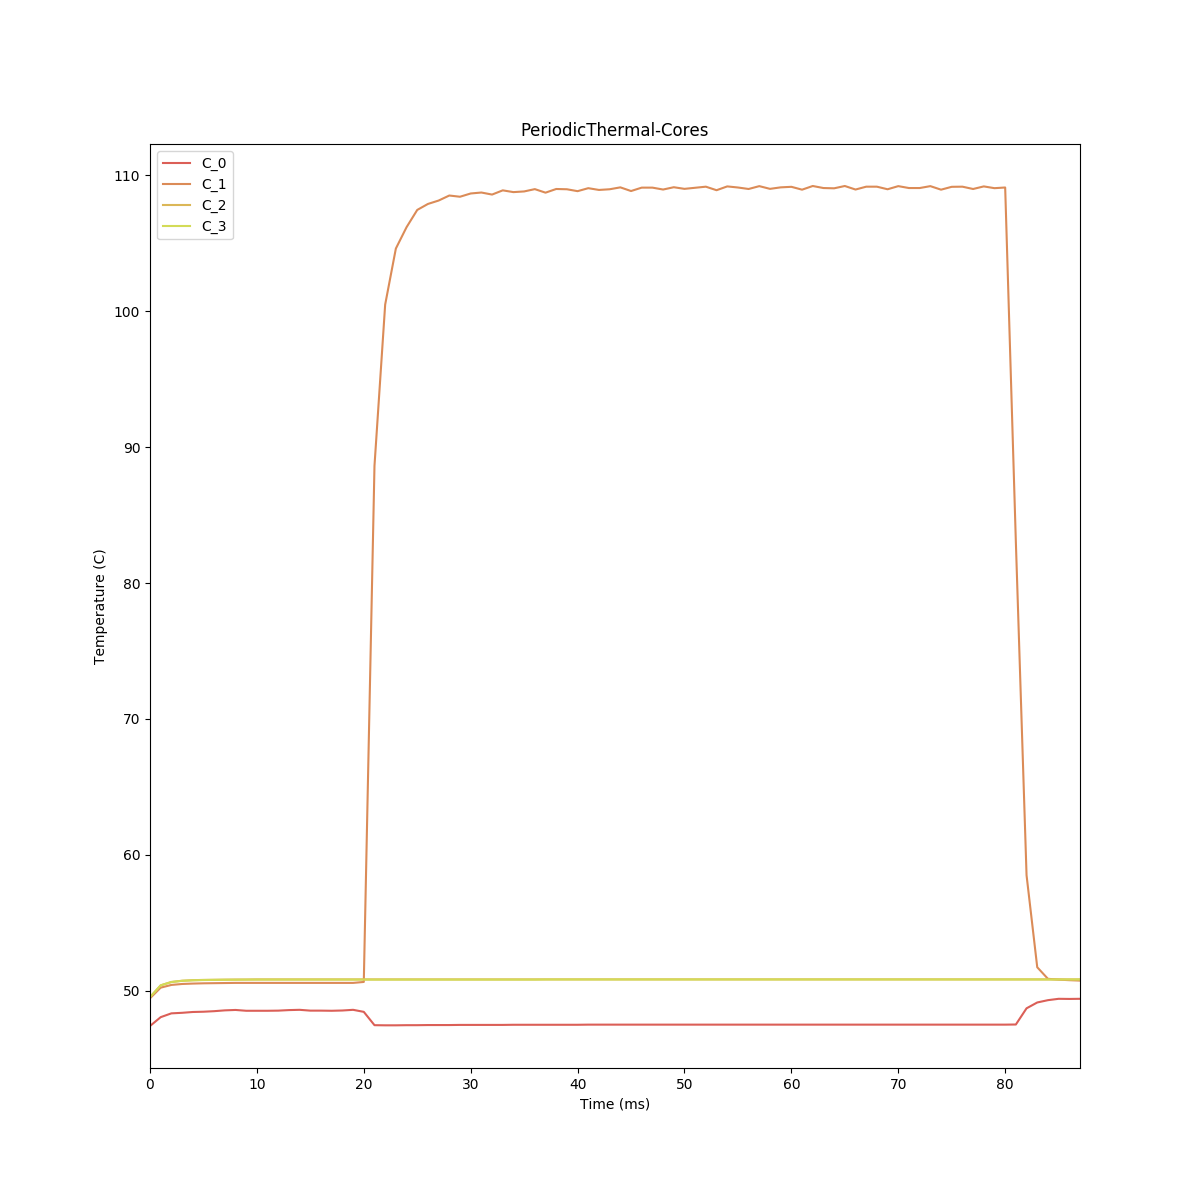 PeriodicThermal-Cores
C_0
C_1
C_2
C_3
110
100
90
80
70
60
50
Temperature (C)
0 10 20 30 40 50 60 70 80
Time (ms)